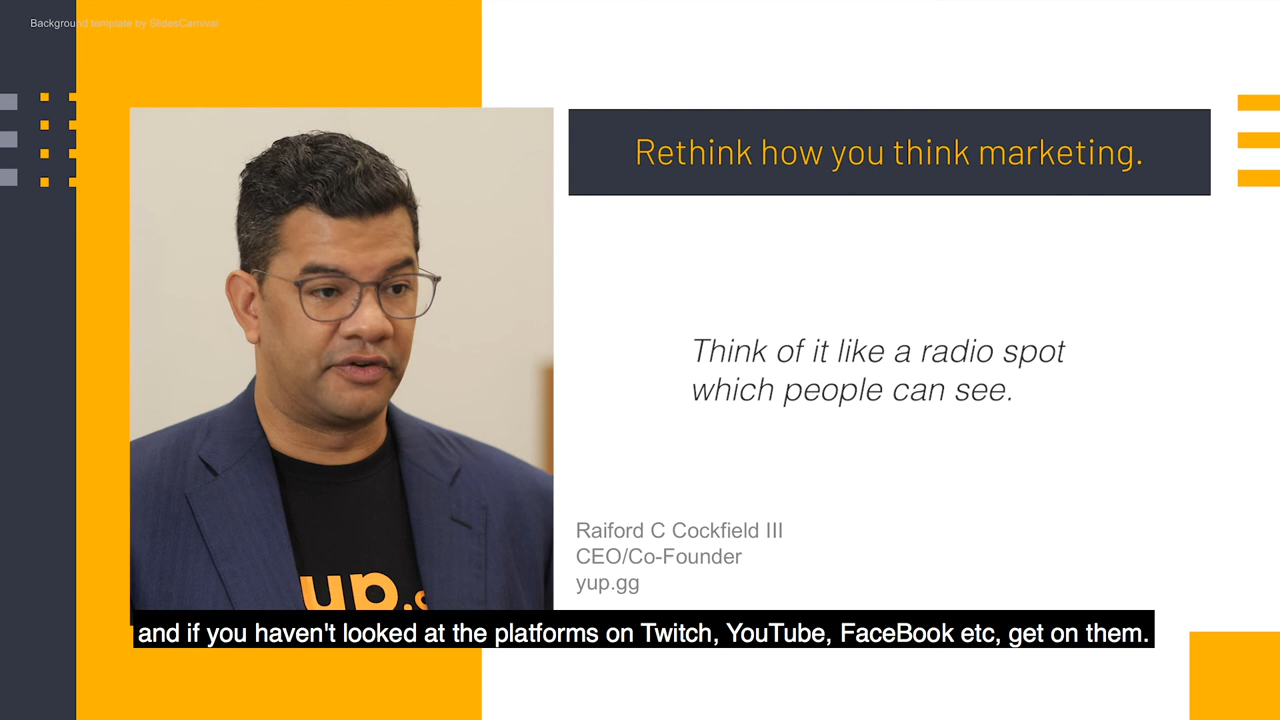 Background template by SlidesCarnival
Rethink how you think marketing.
Think of it like a radio spot
which people can see.
Raiford C Cockfield III
CEO/Co-Founder
yup.gg
up.g
and if you haven't looked at the platforms on Twitch, YouTube, FaceBook etc, get on them.